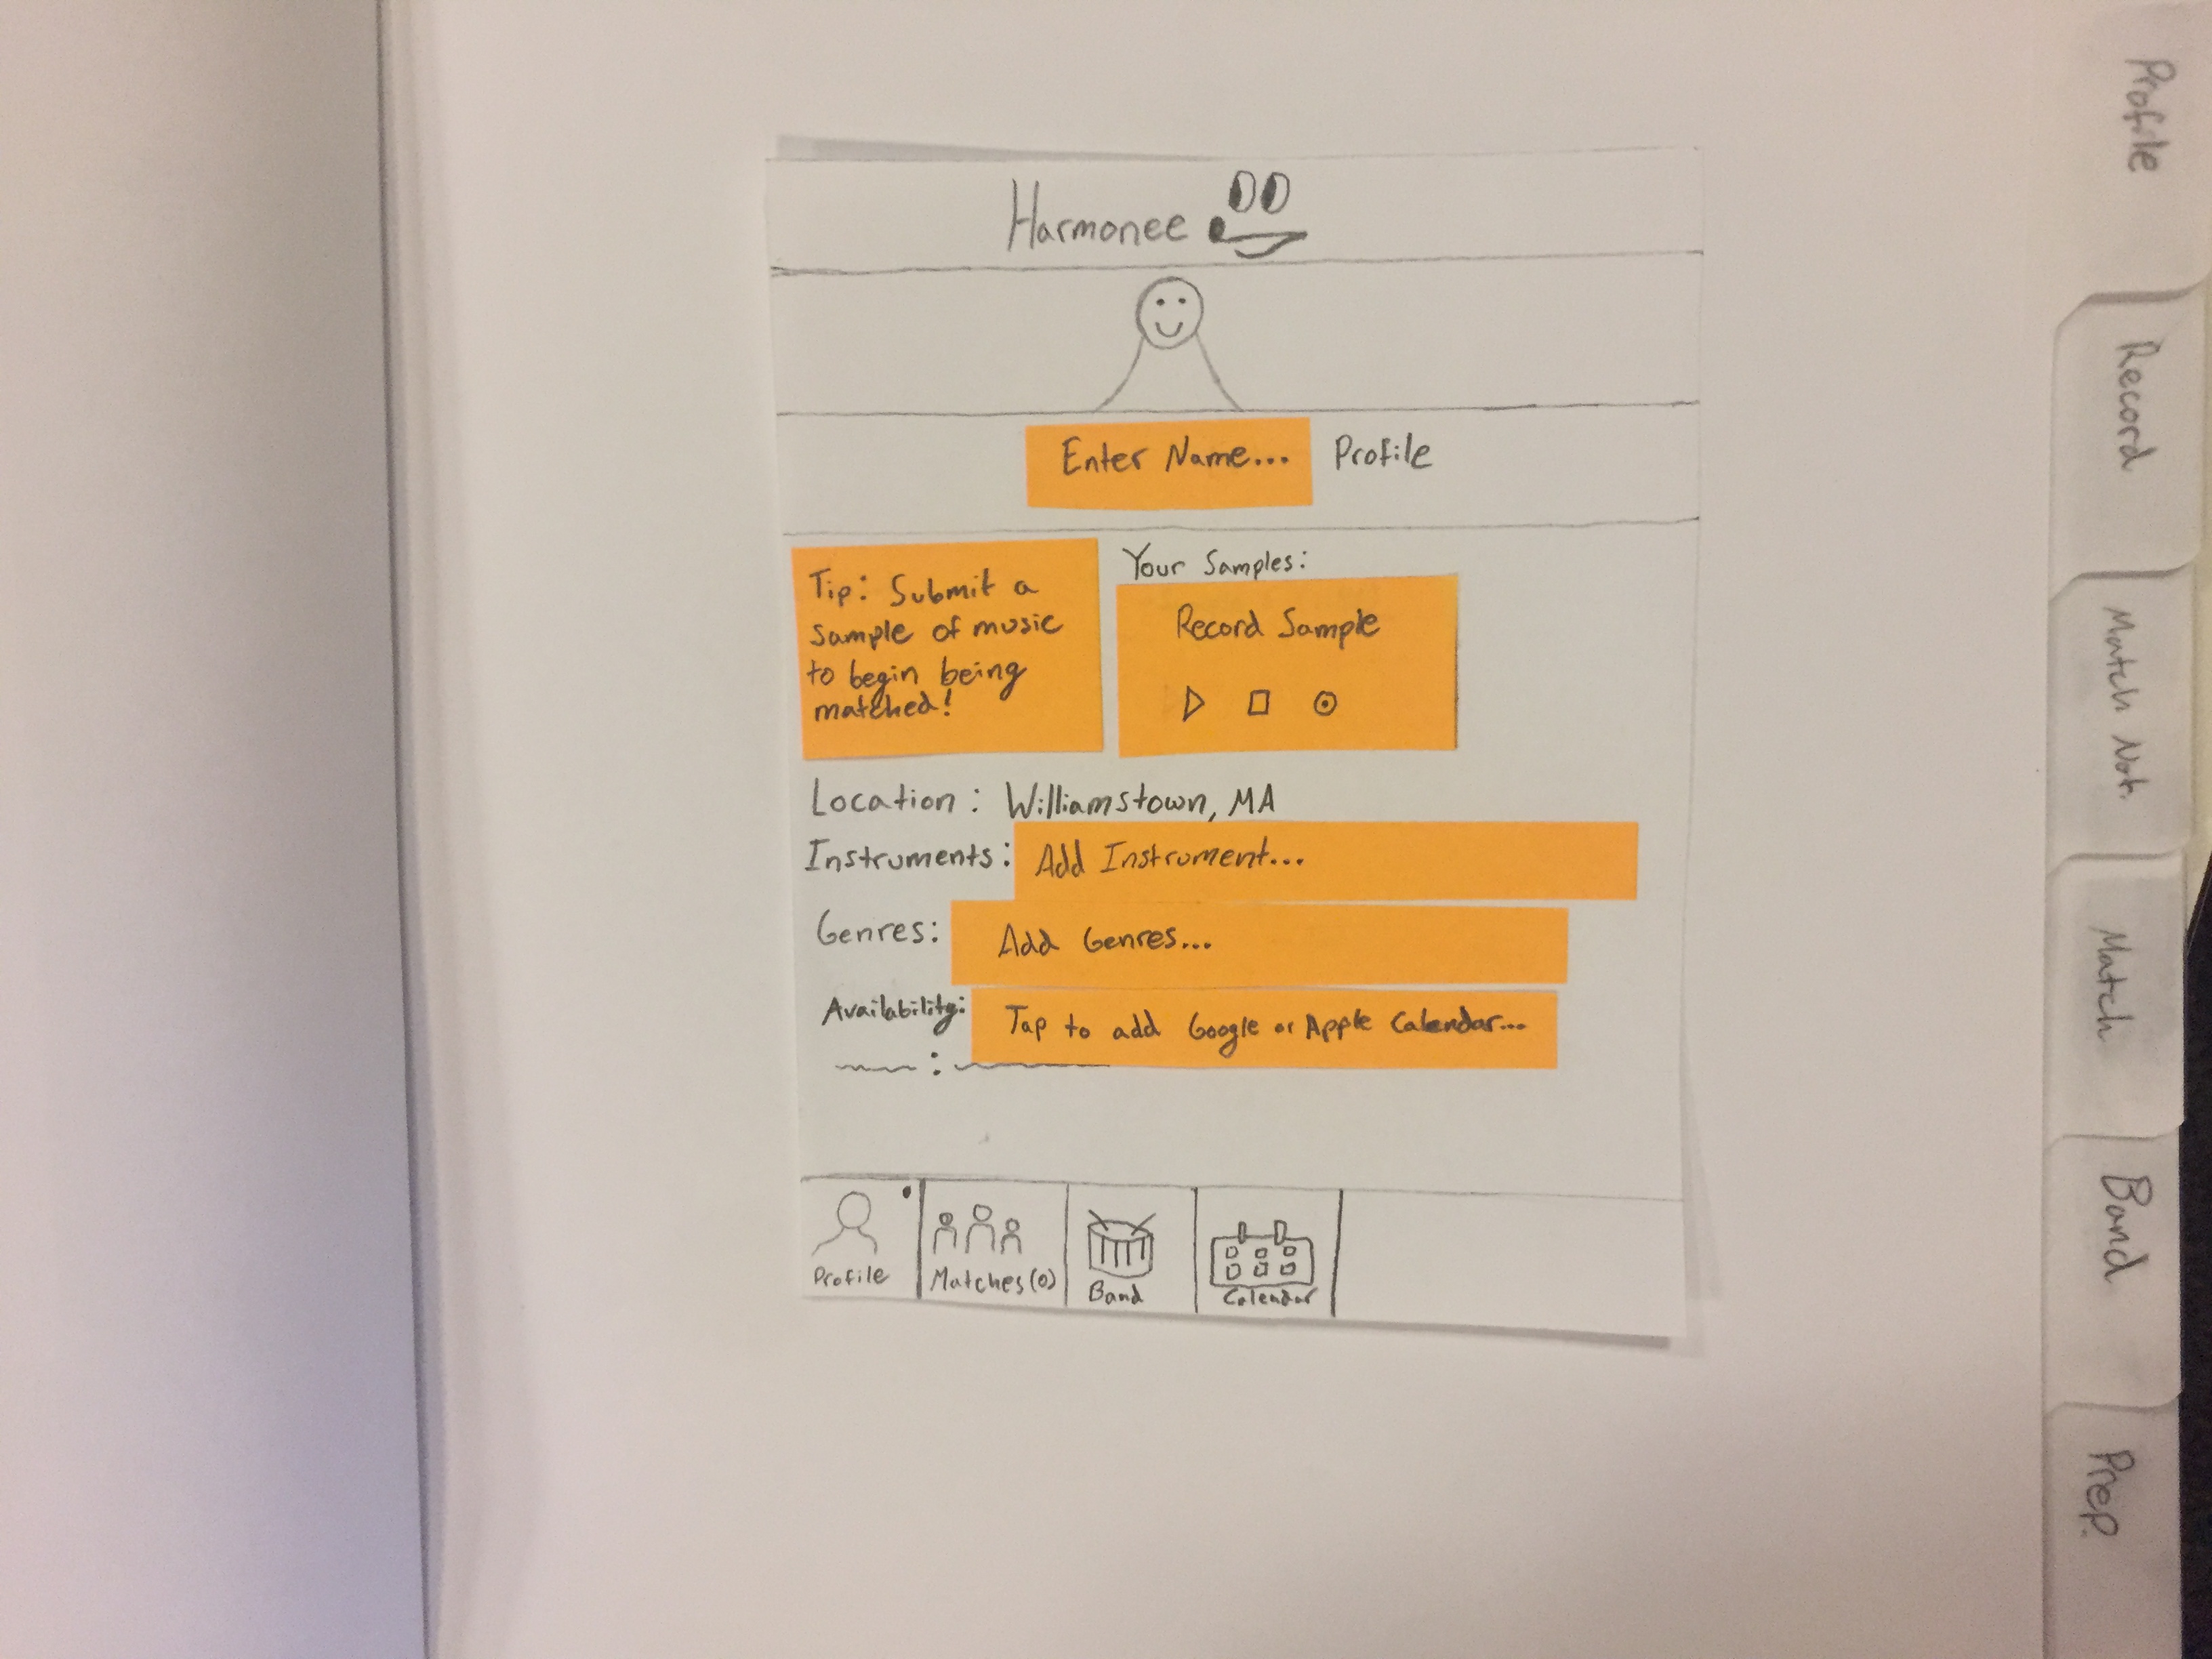 Harmonee
Enter Name... Profile
Tip: Submit a
sample of music
to begin being
matched!
Your Samples:
Record Sample
Location: Williamstown, MA
Instruments: Add Instrument...
Genres: Add Genres...
Availability: Tap to add Google or Apple Calendar...
Profile
Matches(0)
Band
Calendar
Profile
Record
Match Not.
Match
Band
Prep.